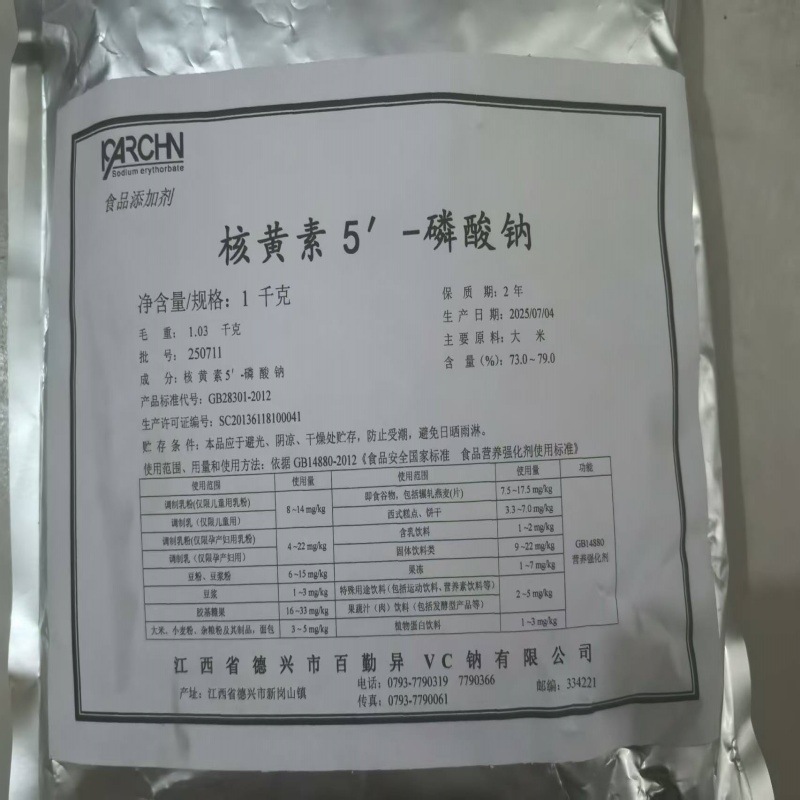 PARCHN
Sodium erythorbate
食品添加剂
核黄素5′-磷酸钠
净含量/规格：1 千克
毛 重：1.03 千克
批 号：250711
成 分：核黄素5′-磷酸钠
产品标准代号：GB28301-2012
生产许可证编号：SC20136118100041
保 质 期：2 年
生 产 日 期：2025/07/04
主 要 原 料：大 米
含 量（%）：73.0～79.0
贮 存 条 件：本品应于避光、阴凉、干燥处贮存，防止受潮，避免日晒雨淋。
使用范围、用量和使用方法：依据 GB14880-2012《食品安全国家标准 食品营养强化剂使用标准》
使用范围 使用量 使用范围 使用量 功能
调制乳粉(仅限儿童用乳粉) 8～14 mg/kg 即食谷物，包括辗轧燕麦(片) 7.5～17.5 mg/kg GB14880 营养强化剂
调制乳（仅限儿童用） 西式糕点、饼干 3.3～7.0 mg/kg
调制乳粉(仅限孕产妇用乳粉) 4～22 mg/kg 含乳饮料 1～2 mg/kg
调制乳（仅限孕产妇用） 固体饮料类 9～22 mg/kg
豆粉、豆浆粉 6～15 mg/kg 果冻 1～7 mg/kg
豆浆 1～3 mg/kg 特殊用途饮料（包括运动饮料、营养素饮料等） 2～5 mg/kg
胶基糖果 16～33 mg/kg 果蔬汁（肉）饮料（包括发酵型产品等）
大米、小麦粉、杂粮粉及其制品，面包 3～5 mg/kg 植物蛋白饮料 1～3 mg/kg
江西省德兴市百勤异VC钠有限公司
产址：江西省德兴市新岗山镇
电话：0793-7790319 7790366
传真：0793-7790061
邮编：334221